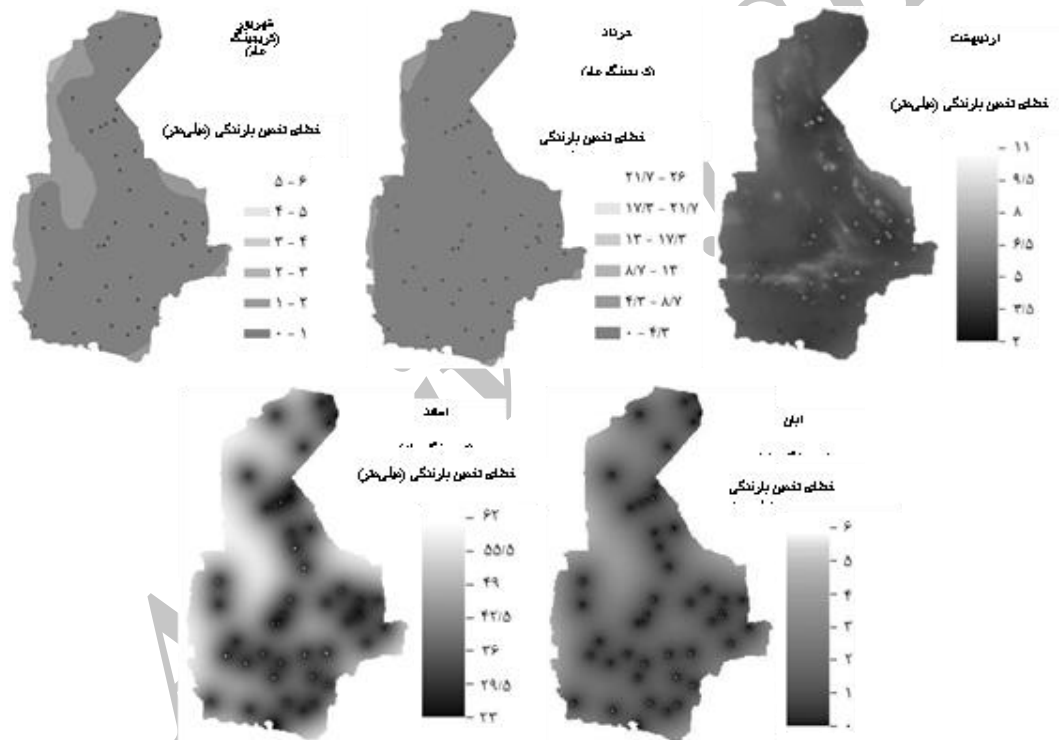 شهریور
(کریجینگ
خطای تخمین بارندگی (میلی‌متر)
۵ - ۶
۴ - ۵
۳ - ۴
۲ - ۳
۱ - ۲
۰ - ۱
خرداد
خطای تخمین بارندگی
۲۱/۷ - ۲۶
۱۷/۳ - ۲۱/۷
۱۳ - ۱۷/۳
۸/۷ - ۱۳
۴/۳ - ۸/۷
۰ - ۴/۳
اردیبهشت
خطای تخمین بارندگی (میلی‌متر)
۱۱
۹/۵
۸
۶/۵
۵
۳/۵
۲
اسفند
خطای تخمین بارندگی (میلی‌متر)
۶۲
۵۵/۵
۴۹
۴۲/۵
۳۶
۲۹/۵
۲۳
آبان
خطای تخمین بارندگی
۶
۵
۴
۳
۲
۱
۰